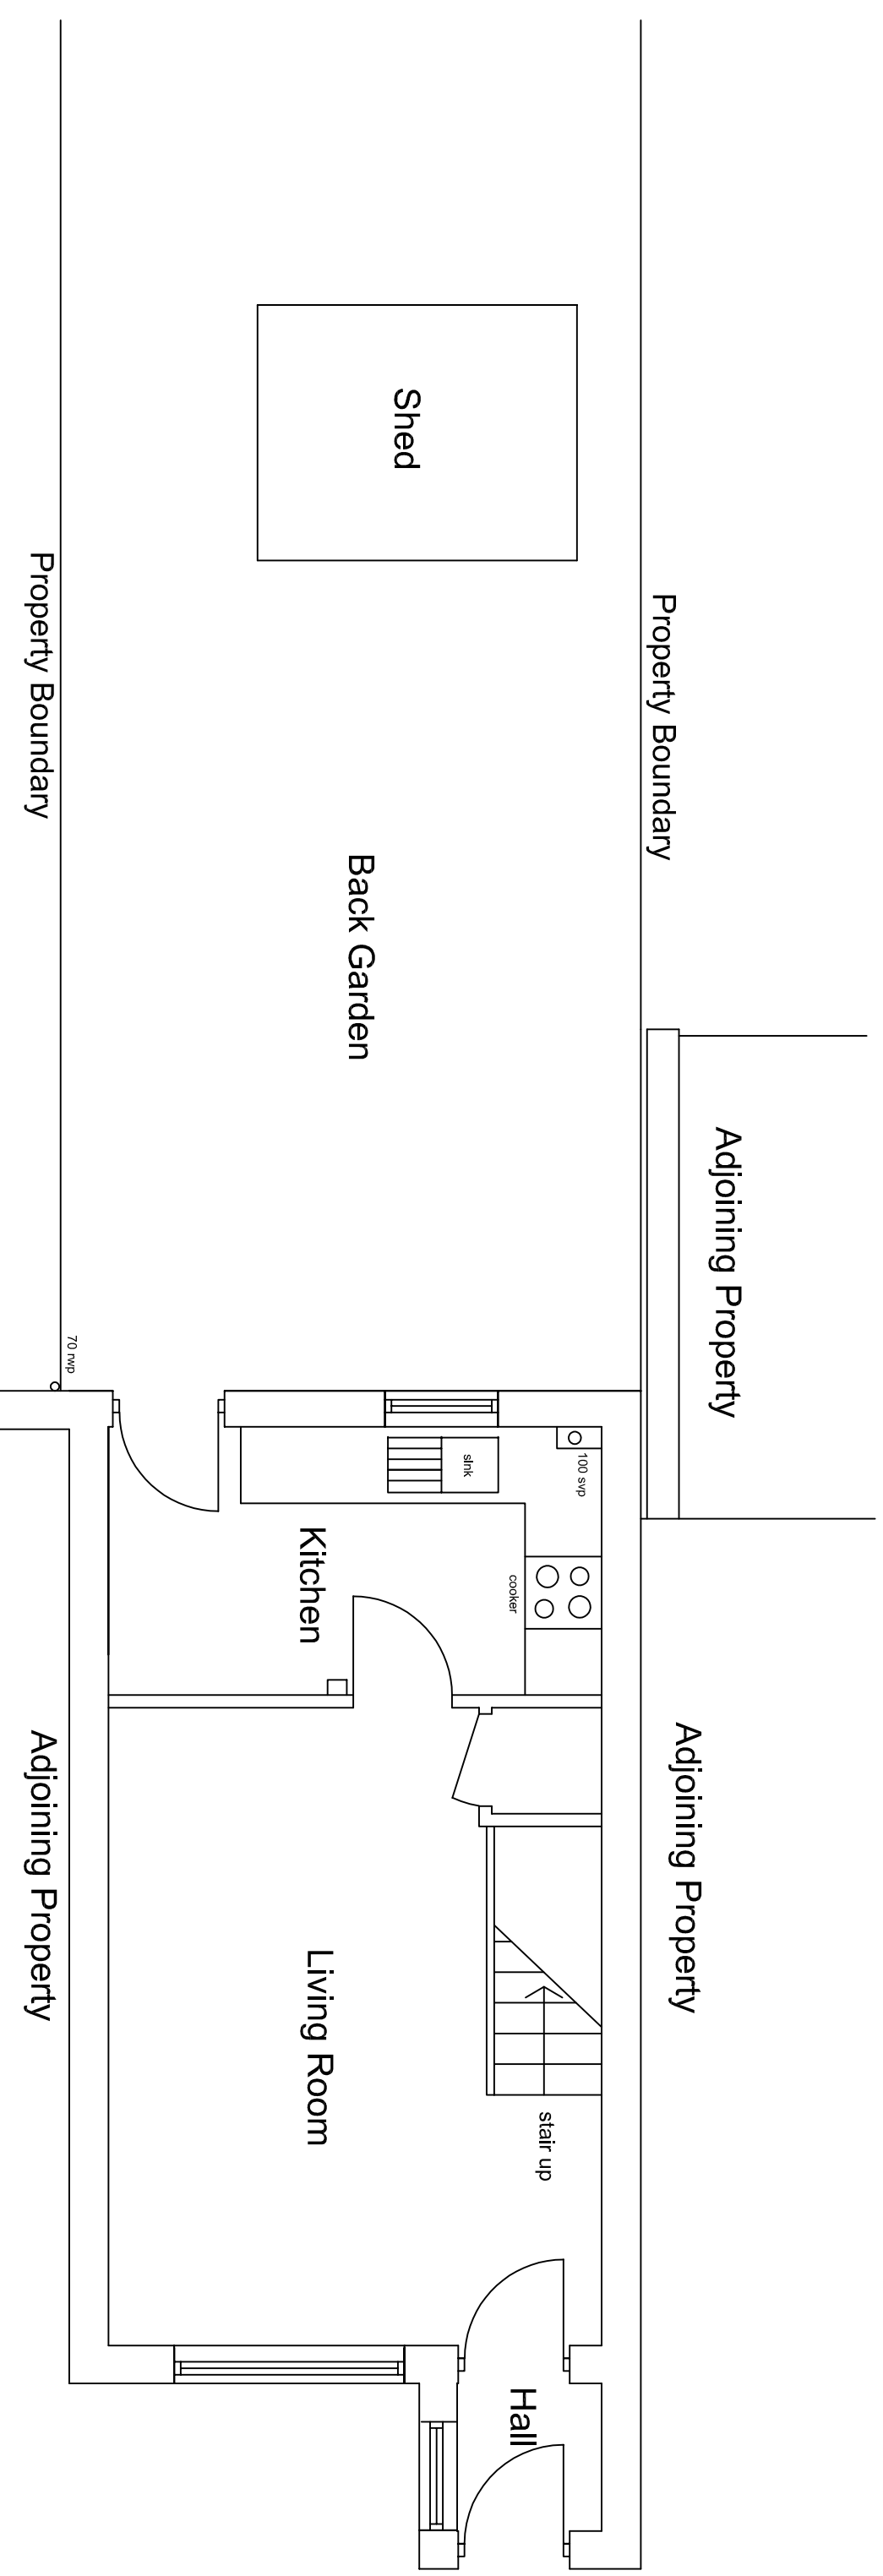 Shed
Property Boundary
Property Boundary
Back Garden
Adjoining Property
70 rwp
sink
100 svp
Kitchen
cooker
Adjoining Property
Adjoining Property
Living Room
stair up
Hall